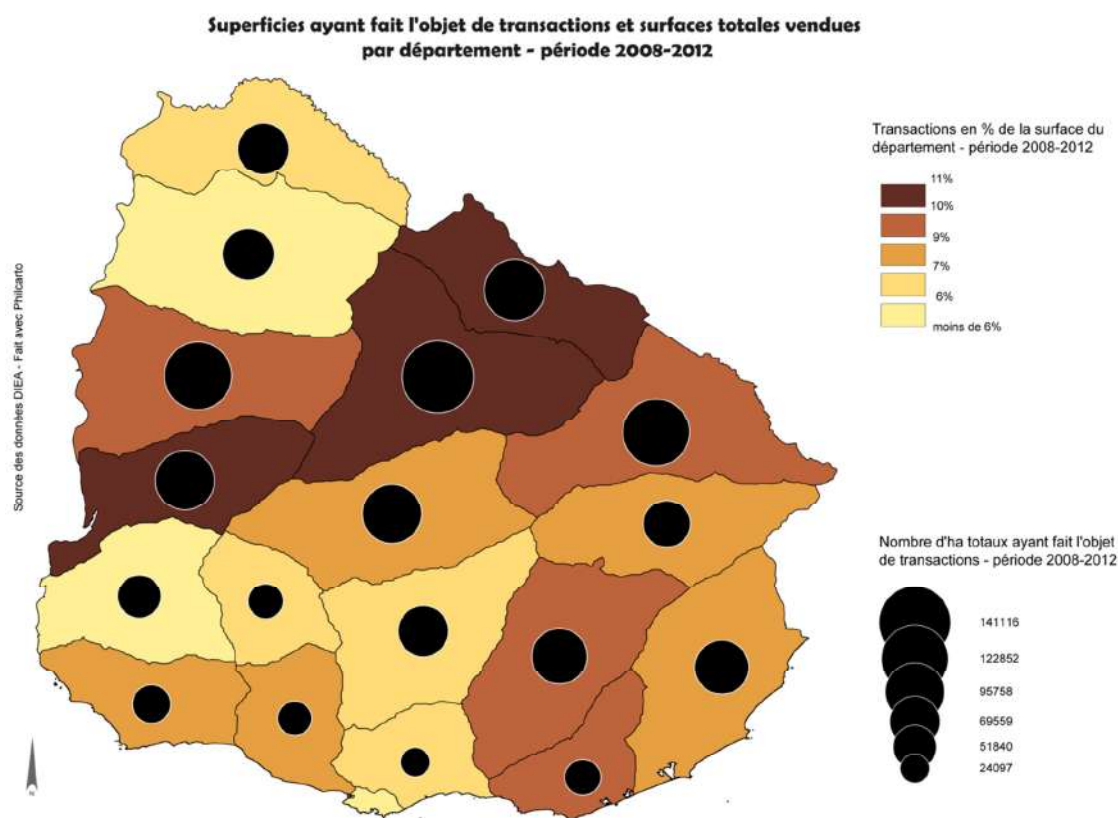 Superficies ayant fait l'objet de transactions et surfaces totales vendues
par département - période 2008-2012
Transactions en % de la surface du
département - période 2008-2012
11%
10%
9%
7%
6%
moins de 6%
Source des données DIEA - Fait avec Philcarto
Nombre d'ha totaux ayant fait l'objet
de transactions - période 2008-2012
141116
122852
95758
69559
51840
24097
N